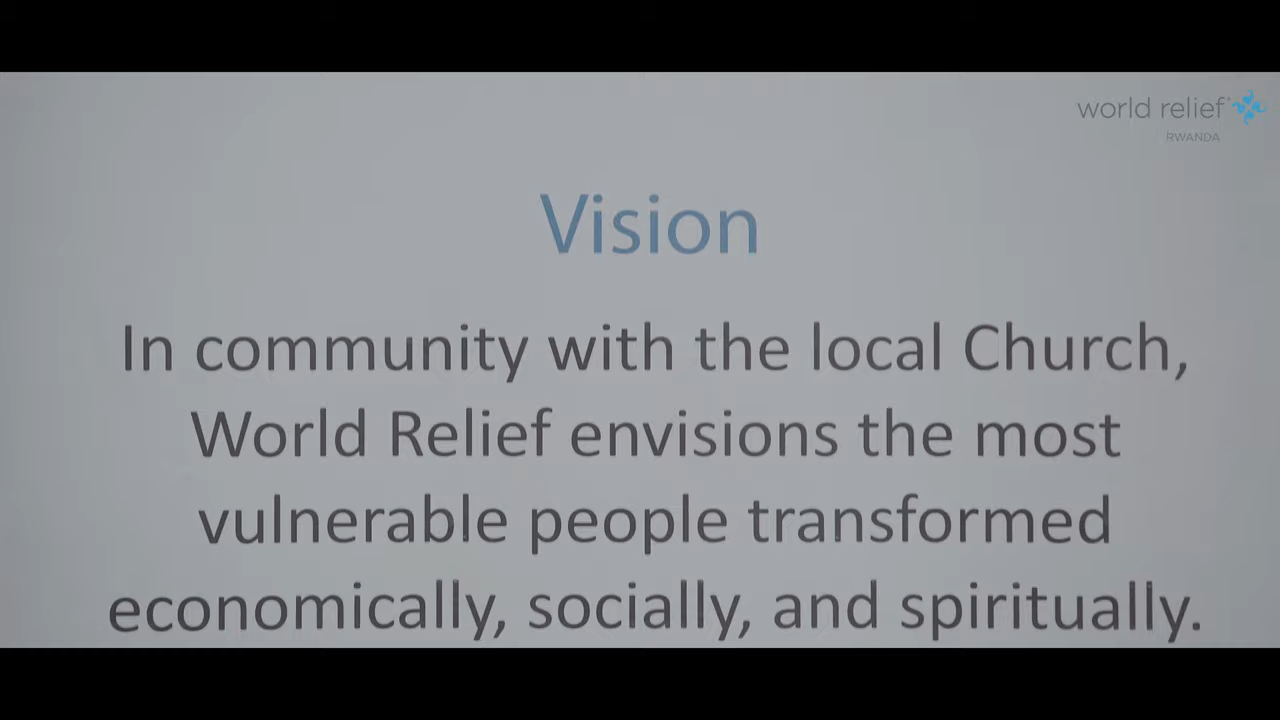 world relief
RWANDA
Vision
In community with the local Church,
World Relief envisions the most
vulnerable people transformed
economically, socially, and spiritually.